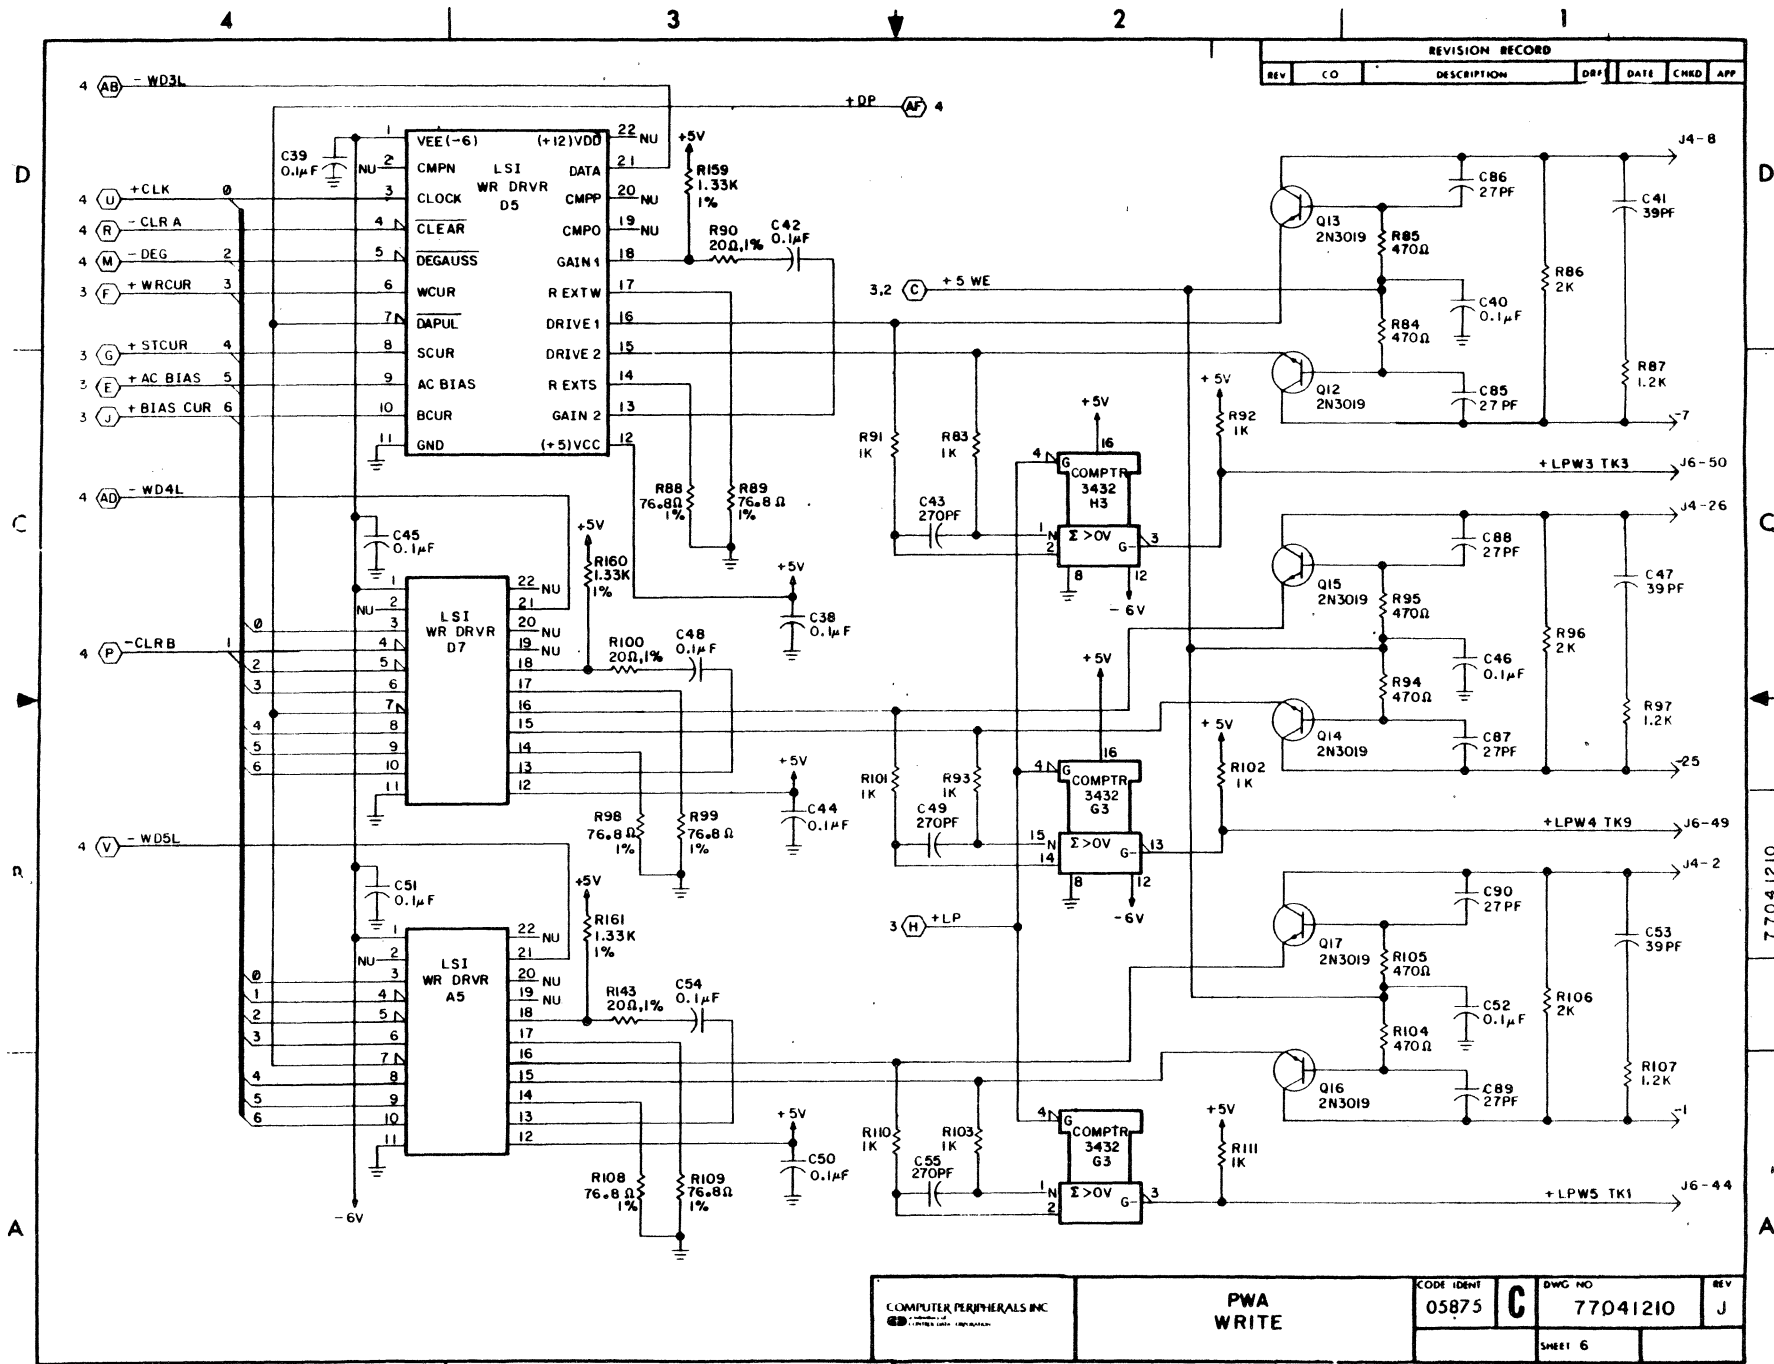 4 3 2 1
REVISION RECORD
REV CO DESCRIPTION DRF DATE CHKD APP
D
D
C
C
B
A
A
4 AB - WD3L
+DP AF 4
4 U +CLK 0
4 R - CLR A
4 M - DEG 2
3 F + WRCUR 3
3 G + STCUR 4
3 E + AC BIAS 5
3 J + BIAS CUR 6
C39
0.1µF
NU
1 VEE(-6) (+12)VDD 22 NU
2 CMPN DATA 21
3 CLOCK CMPP 20 NU
4 CLEAR CMPO 19 NU
5 DEGAUSS GAIN 1 18
6 WCUR R EXTW 17
7 DAPUL DRIVE 1 16
8 SCUR DRIVE 2 15
9 AC BIAS R EXTS 14
10 BCUR GAIN 2 13
11 GND (+5)VCC 12
LSI
WR DRVR
D5
+5V
R159
1.33K
1%
R90
20Ω,1%
C42
0.1µF
R88
76.8Ω
1%
R89
76.8Ω
1%
3,2 C + 5 WE
R91
1K
R83
1K
C43
270PF
+5V
16
4 G
COMPTR
3432
H3
1 N
2
Σ >0V
G
3
8
12
-6V
+5V
R92
1K
Q13
2N3019
Q12
2N3019
R85
470Ω
R84
470Ω
C86
27PF
C40
0.1µF
C85
27PF
R86
2K
C41
39PF
R87
1.2K
J4-8
-7
+LPW3 TK3 J6-50
4 AD - WD4L
C45
0.1µF
+5V
R160
1.33K
1%
+5V
C38
0.1µF
4 P -CLRB 1
0
2
3
4
5
6
1
NU 2
3
4
5
6
7
8
9
10
11
LSI
WR DRVR
D7
22 NU
21
20 NU
19 NU
18
17
16
15
14
13
12
R100
20Ω,1%
C48
0.1µF
R98
76.8Ω
1%
R99
76.8Ω
1%
+5V
C44
0.1µF
R101
1K
R93
1K
C49
270PF
+5V
16
4 G
COMPTR
3432
G3
15 N
14
Σ >0V
G
13
8
12
-6V
+5V
R102
1K
Q15
2N3019
Q14
2N3019
R95
470Ω
R94
470Ω
C88
27PF
C46
0.1µF
C87
27PF
R96
2K
C47
39PF
R97
1.2K
J4-26
-25
+LPW4 TK9 J6-49
4 V - WD5L
C51
0.1µF
+5V
R161
1.33K
1%
0
1
2
3
4
5
6
1
NU 2
3
4
5
6
7
8
9
10
11
LSI
WR DRVR
A5
22 NU
21
20 NU
19 NU
18
17
16
15
14
13
12
R143
20Ω,1%
C54
0.1µF
R108
76.8Ω
1%
R109
76.8Ω
1%
+5V
C50
0.1µF
-6V
3 H +LP
R110
1K
R103
1K
C55
270PF
4 G
COMPTR
3432
G3
1 N
2
Σ >0V
G
3
+5V
R111
1K
Q17
2N3019
Q16
2N3019
R105
470Ω
R104
470Ω
C90
27PF
C52
0.1µF
C89
27PF
R106
2K
C53
39PF
R107
1.2K
J4-2
-1
+LPW5 TK1 J6-44
77041210
COMPUTER PERIPHERALS INC
PWA
WRITE
CODE IDENT
05875
C
DWG NO
77041210
REV
J
SHEET 6